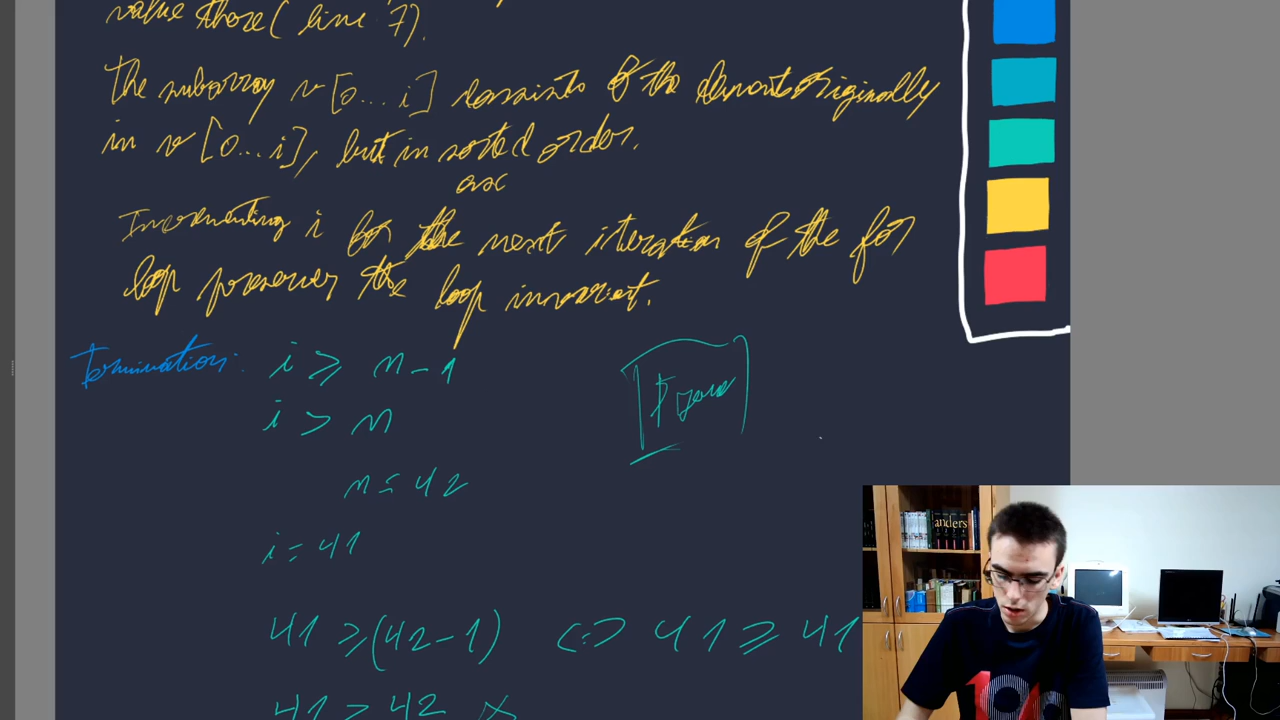 value those (line 7).
the subarray v[0...i] consists of the elements originally
in v[0...i], but in sorted order.
asc
Incrementing i for the next iteration of the for
loop preserves the loop invariant.
Termination: i ≥ n-1
i > n
n = 42
i = 41
41 ≥ (42-1) <=> 41 ≥ 41
41 > 42 ×
anders